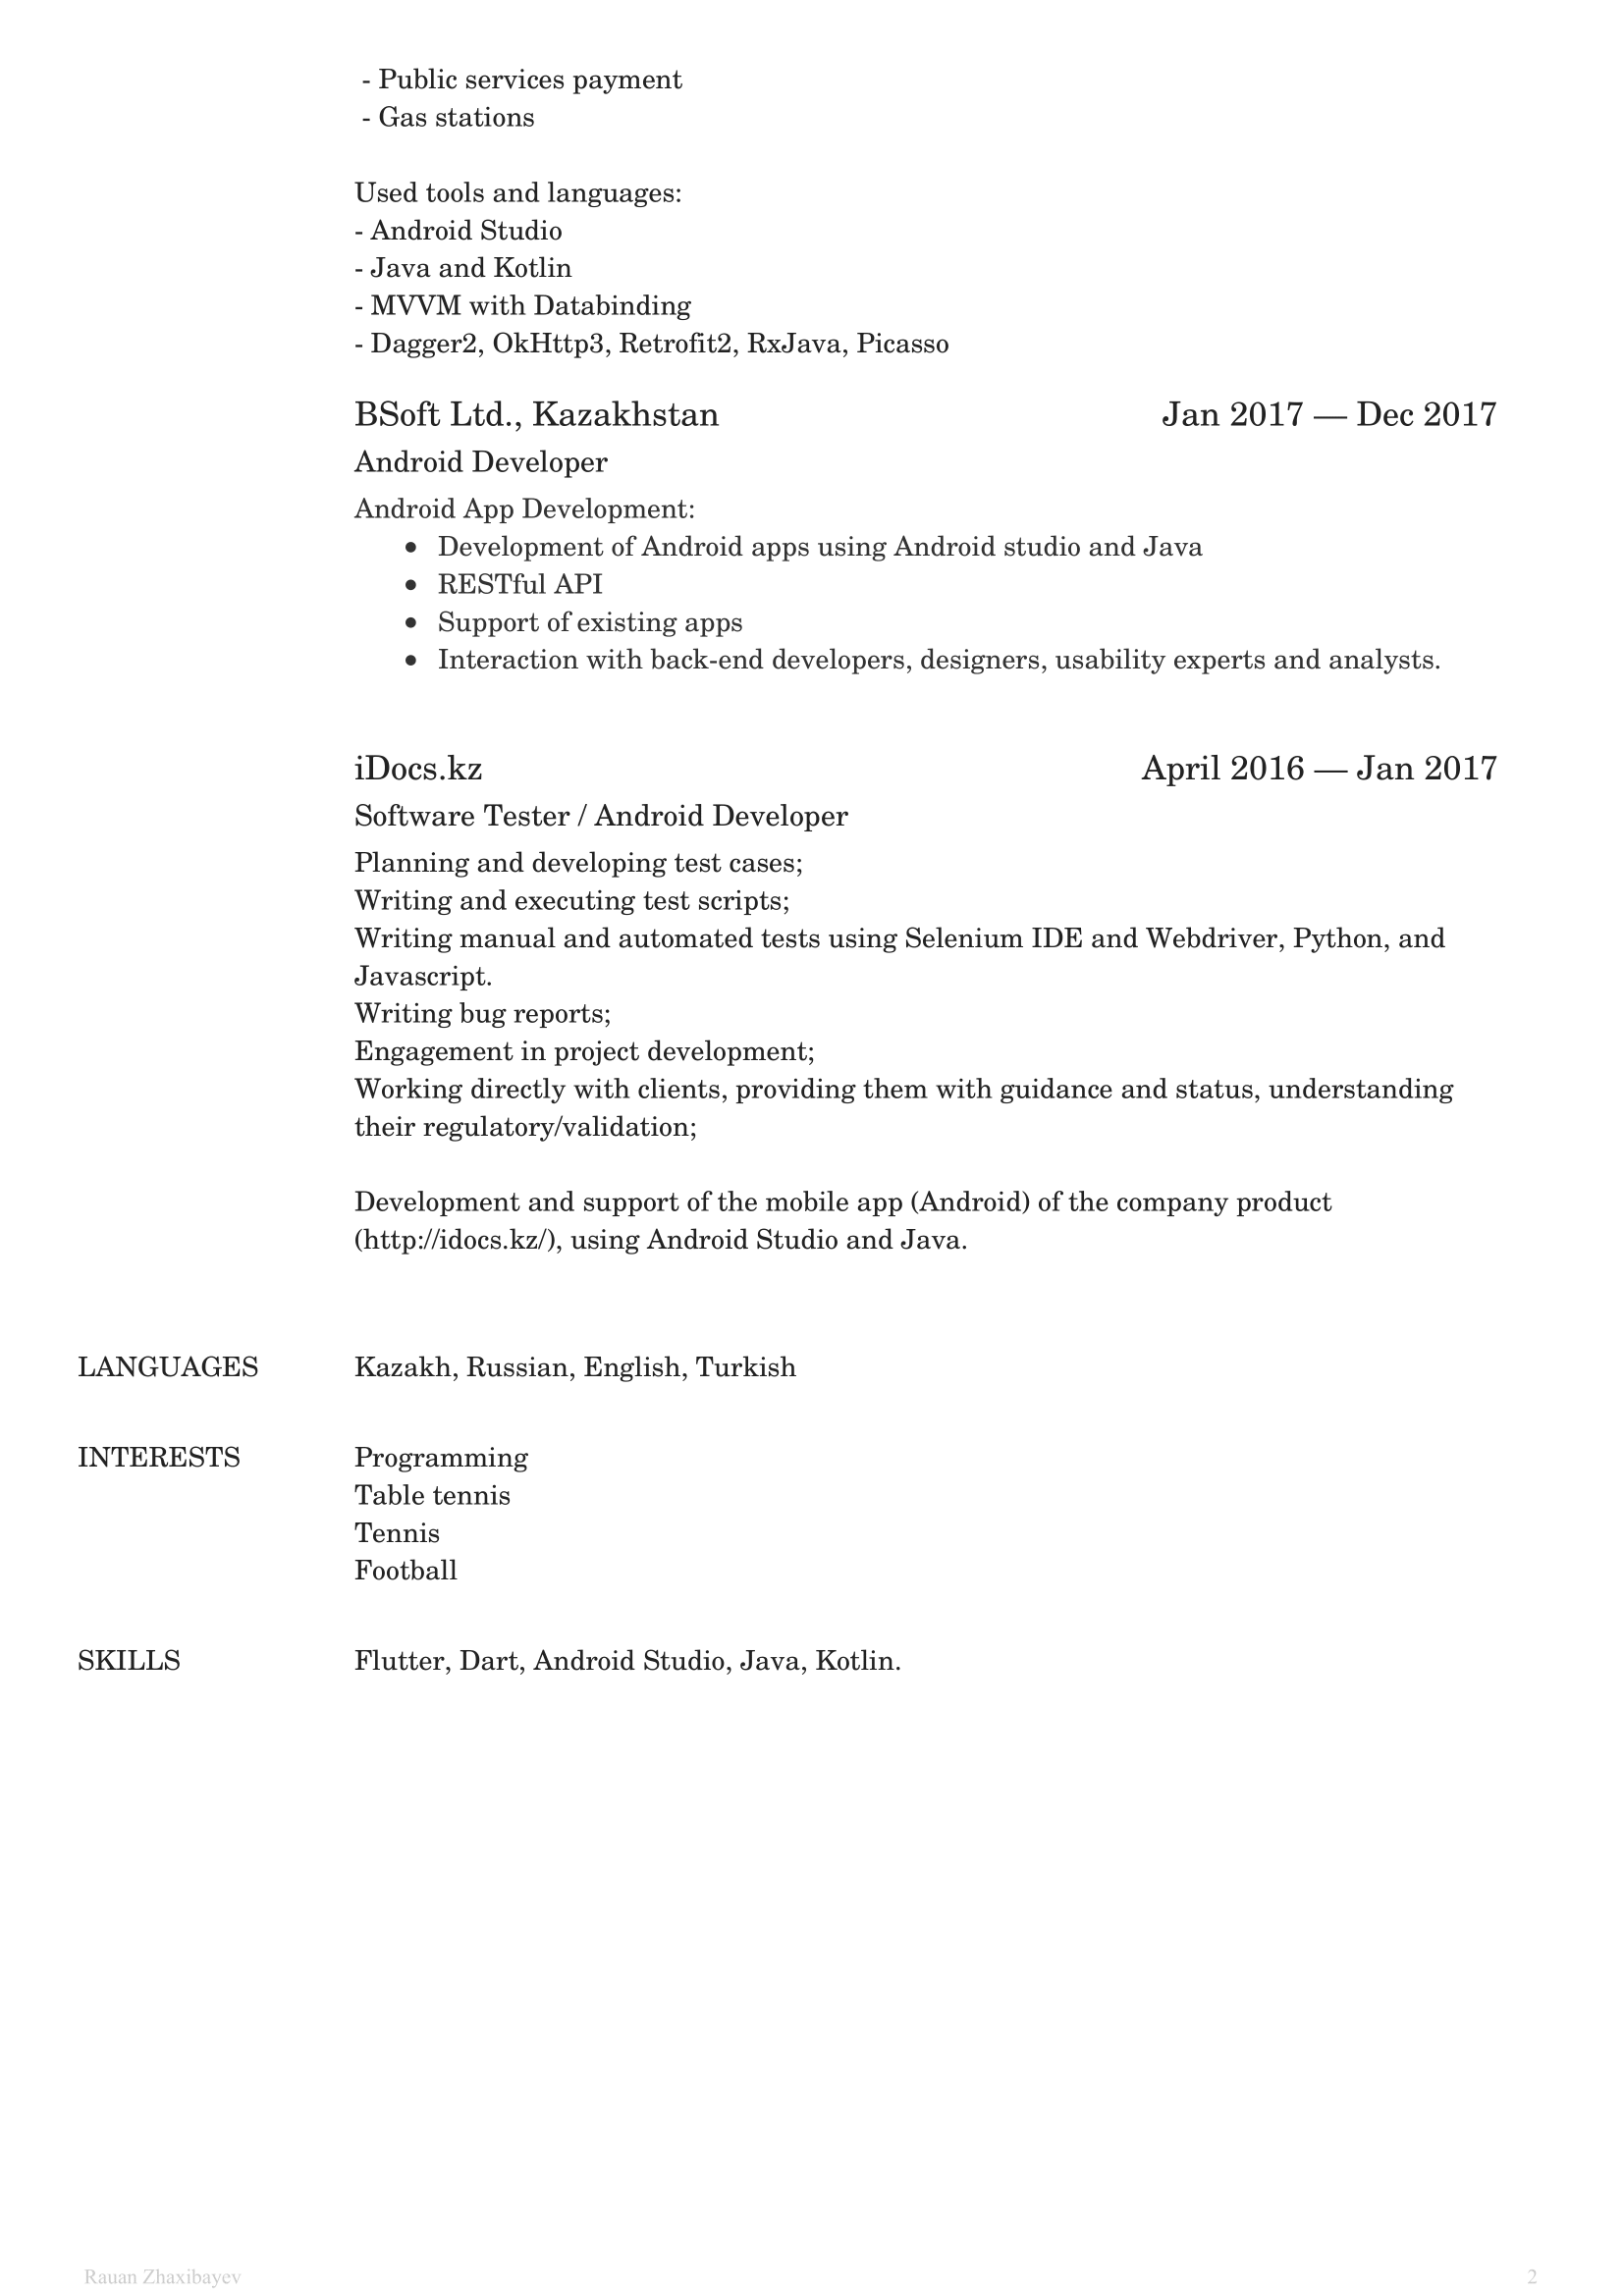 - Public services payment
- Gas stations
Used tools and languages:
- Android Studio
- Java and Kotlin
- MVVM with Databinding
- Dagger2, OkHttp3, Retrofit2, RxJava, Picasso
BSoft Ltd., Kazakhstan Jan 2017 — Dec 2017
Android Developer
Android App Development:
• Development of Android apps using Android studio and Java
• RESTful API
• Support of existing apps
• Interaction with back-end developers, designers, usability experts and analysts.
iDocs.kz April 2016 — Jan 2017
Software Tester / Android Developer
Planning and developing test cases;
Writing and executing test scripts;
Writing manual and automated tests using Selenium IDE and Webdriver, Python, and
Javascript.
Writing bug reports;
Engagement in project development;
Working directly with clients, providing them with guidance and status, understanding
their regulatory/validation;
Development and support of the mobile app (Android) of the company product
(http://idocs.kz/), using Android Studio and Java.
LANGUAGES Kazakh, Russian, English, Turkish
INTERESTS Programming
Table tennis
Tennis
Football
SKILLS Flutter, Dart, Android Studio, Java, Kotlin.
Rauan Zhaxibayev 2